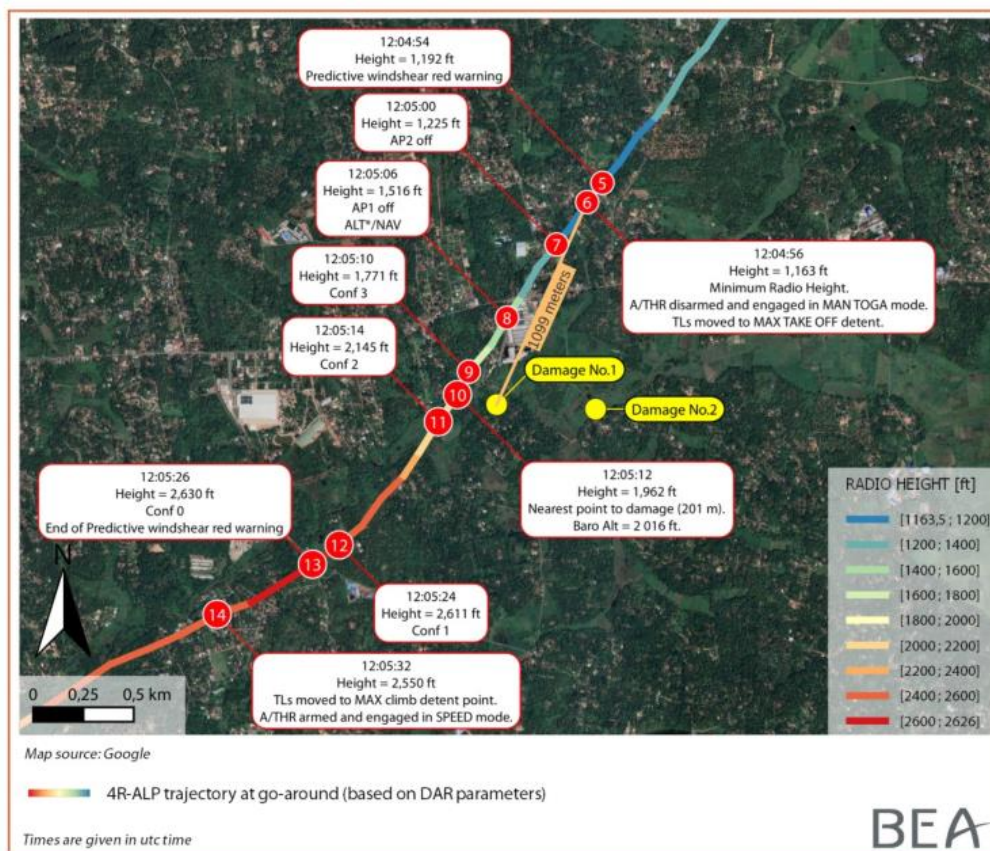 12:04:54
Height = 1,192 ft
Predictive windshear red warning
12:05:00
Height = 1,225 ft
AP2 off
12:05:06
Height = 1,516 ft
AP1 off
ALT*/NAV
12:05:10
Height = 1,771 ft
Conf 3
12:05:14
Height = 2,145 ft
Conf 2
5
6
7
8
9
10
11
12
13
14
12:04:56
Height = 1,163 ft
Minimum Radio Height.
A/THR disarmed and engaged in MAN TOGA mode.
TLs moved to MAX TAKE OFF detent.
1099 meters
Damage No.1
Damage No.2
12:05:12
Height = 1,962 ft
Nearest point to damage (201 m).
Baro Alt = 2 016 ft.
12:05:26
Height = 2,630 ft
Conf 0
End of Predictive windshear red warning
12:05:24
Height = 2,611 ft
Conf 1
12:05:32
Height = 2,550 ft
TLs moved to MAX climb detent point.
A/THR armed and engaged in SPEED mode.
N
0 0,25 0,5 km
RADIO HEIGHT [ft]
[1163,5 ; 1200]
[1200 ; 1400]
[1400 ; 1600]
[1600 ; 1800]
[1800 ; 2000]
[2000 ; 2200]
[2200 ; 2400]
[2400 ; 2600]
[2600 ; 2626]
Map source: Google
4R-ALP trajectory at go-around (based on DAR parameters)
Times are given in utc time
BEA